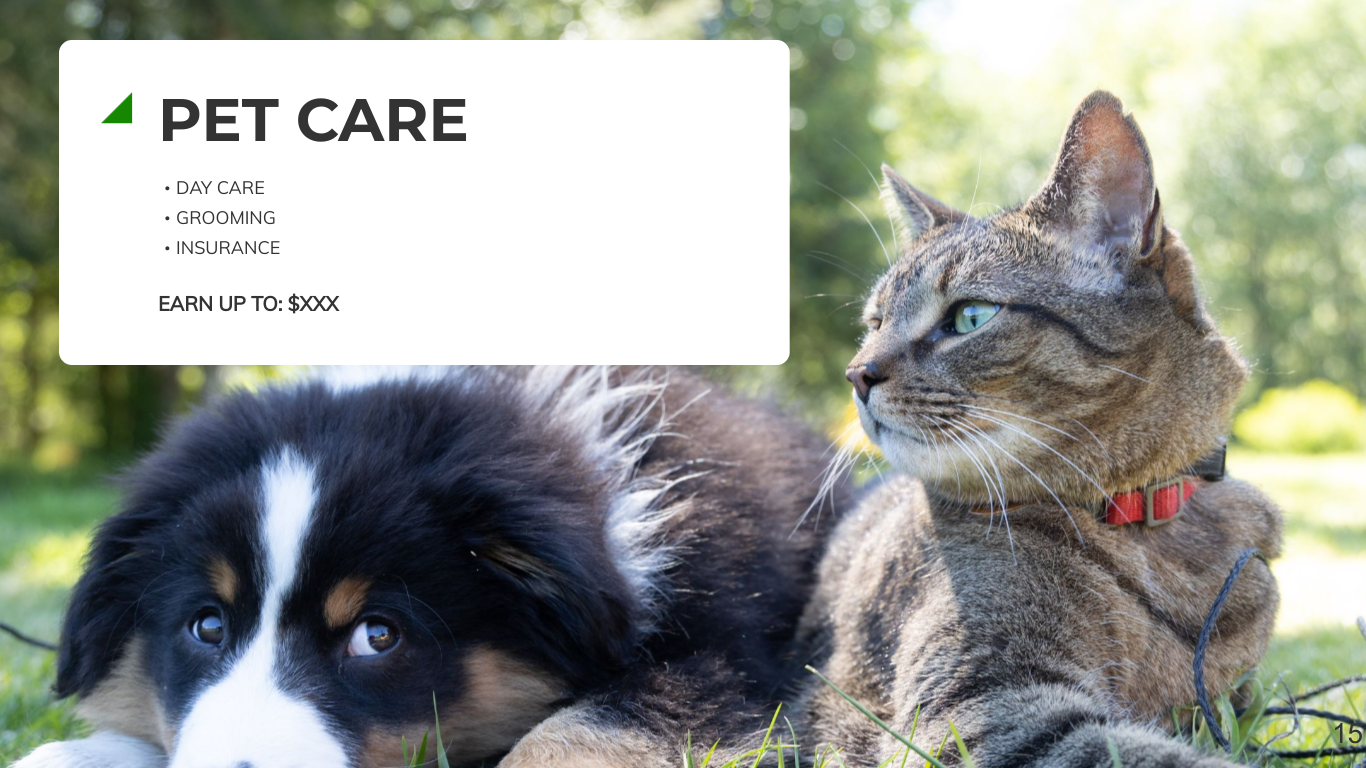 PET CARE
• DAY CARE
• GROOMING
• INSURANCE
EARN UP TO: $XXX
15